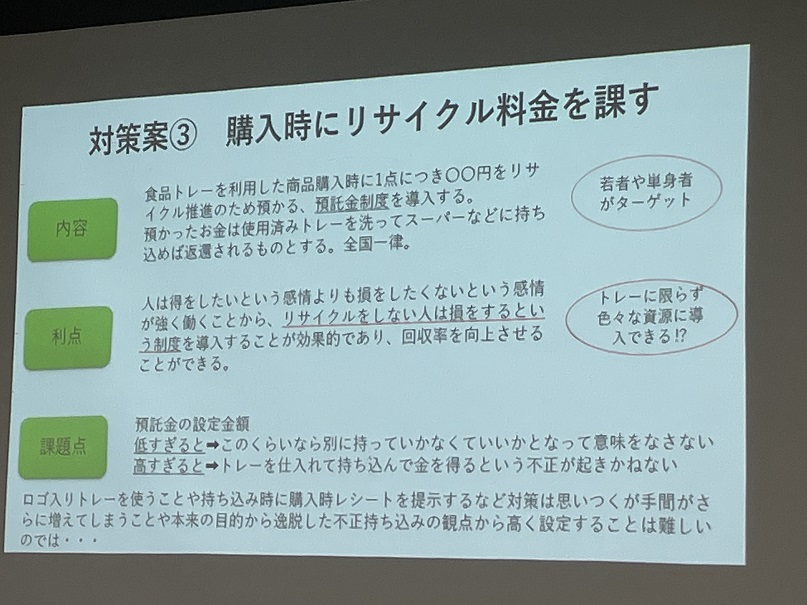 対策案③　購入時にリサイクル料金を課す
内容
食品トレーを利用した商品購入時に1点につき〇〇円をリサ
イクル推進のため預かる、預託金制度を導入する。
預かったお金は使用済みトレーを洗ってスーパーなどに持ち
込めば返還されるものとする。全国一律。
若者や単身者
がターゲット
利点
人は得をしたいという感情よりも損をしたくないという感情
が強く働くことから、リサイクルをしない人は損をするとい
う制度を導入することが効果的であり、回収率を向上させる
ことができる。
トレーに限らず
色々な資源に導
入できる!?
課題点
預託金の設定金額
低すぎると➡このくらいなら別に持っていかなくていいかとなって意味をなさない
高すぎると➡トレーを仕入れて持ち込んで金を得るという不正が起きかねない
ロゴ入りトレーを使うことや持ち込み時に購入時レシートを提示するなど対策は思いつくが手間がさ
らに増えてしまうことや本来の目的から逸脱した不正持ち込みの観点から高く設定することは難しい
のでは・・・